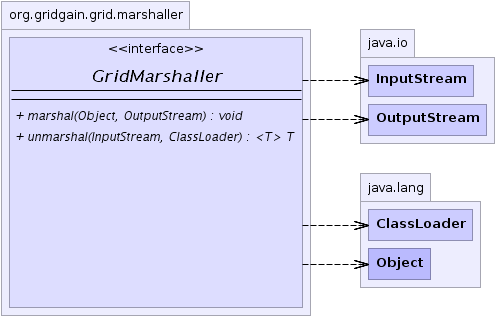 org.gridgain.grid.marshaller
<<interface>>
GridMarshaller
+ marshal(Object, OutputStream) : void
+ unmarshal(InputStream, ClassLoader) : <T> T
java.io
InputStream
OutputStream
java.lang
ClassLoader
Object